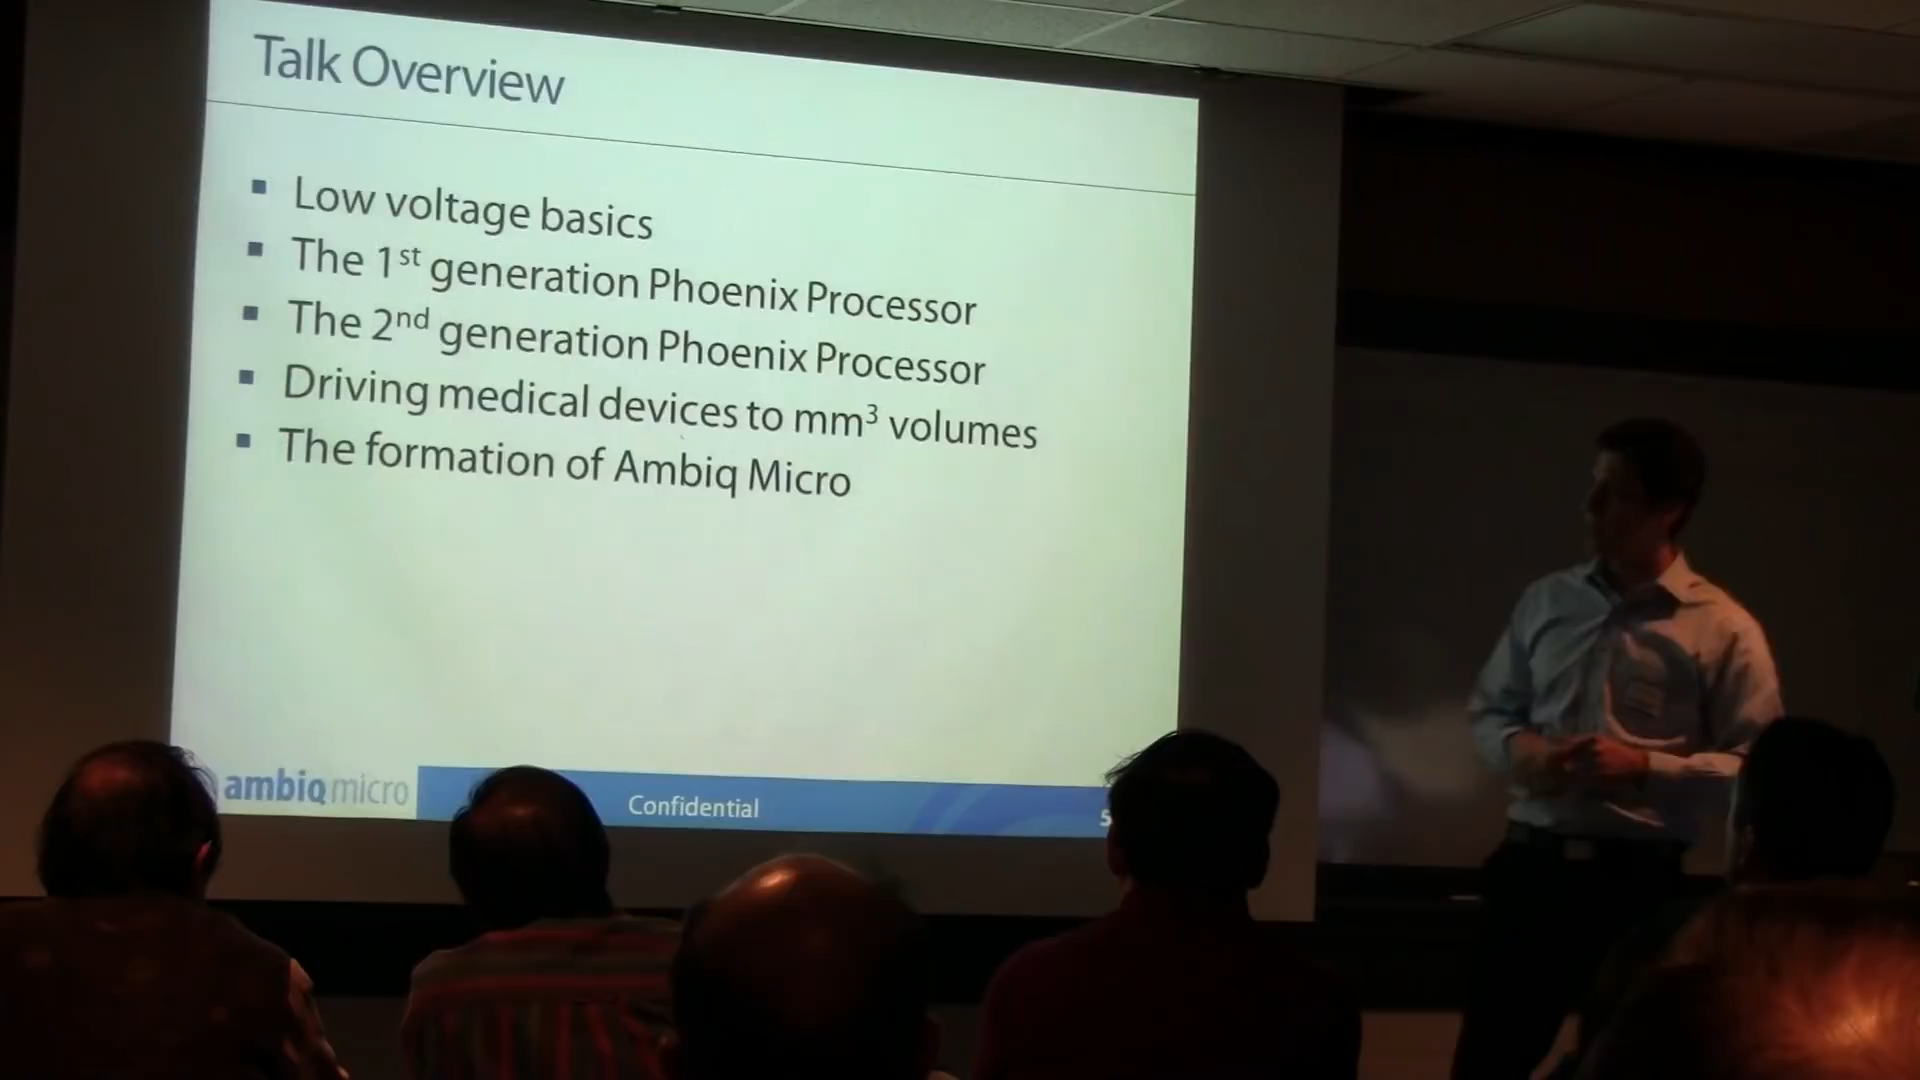 Talk Overview
▪ Low voltage basics
▪ The 1st generation Phoenix Processor
▪ The 2nd generation Phoenix Processor
▪ Driving medical devices to mm³ volumes
▪ The formation of Ambiq Micro
ambiq micro
Confidential